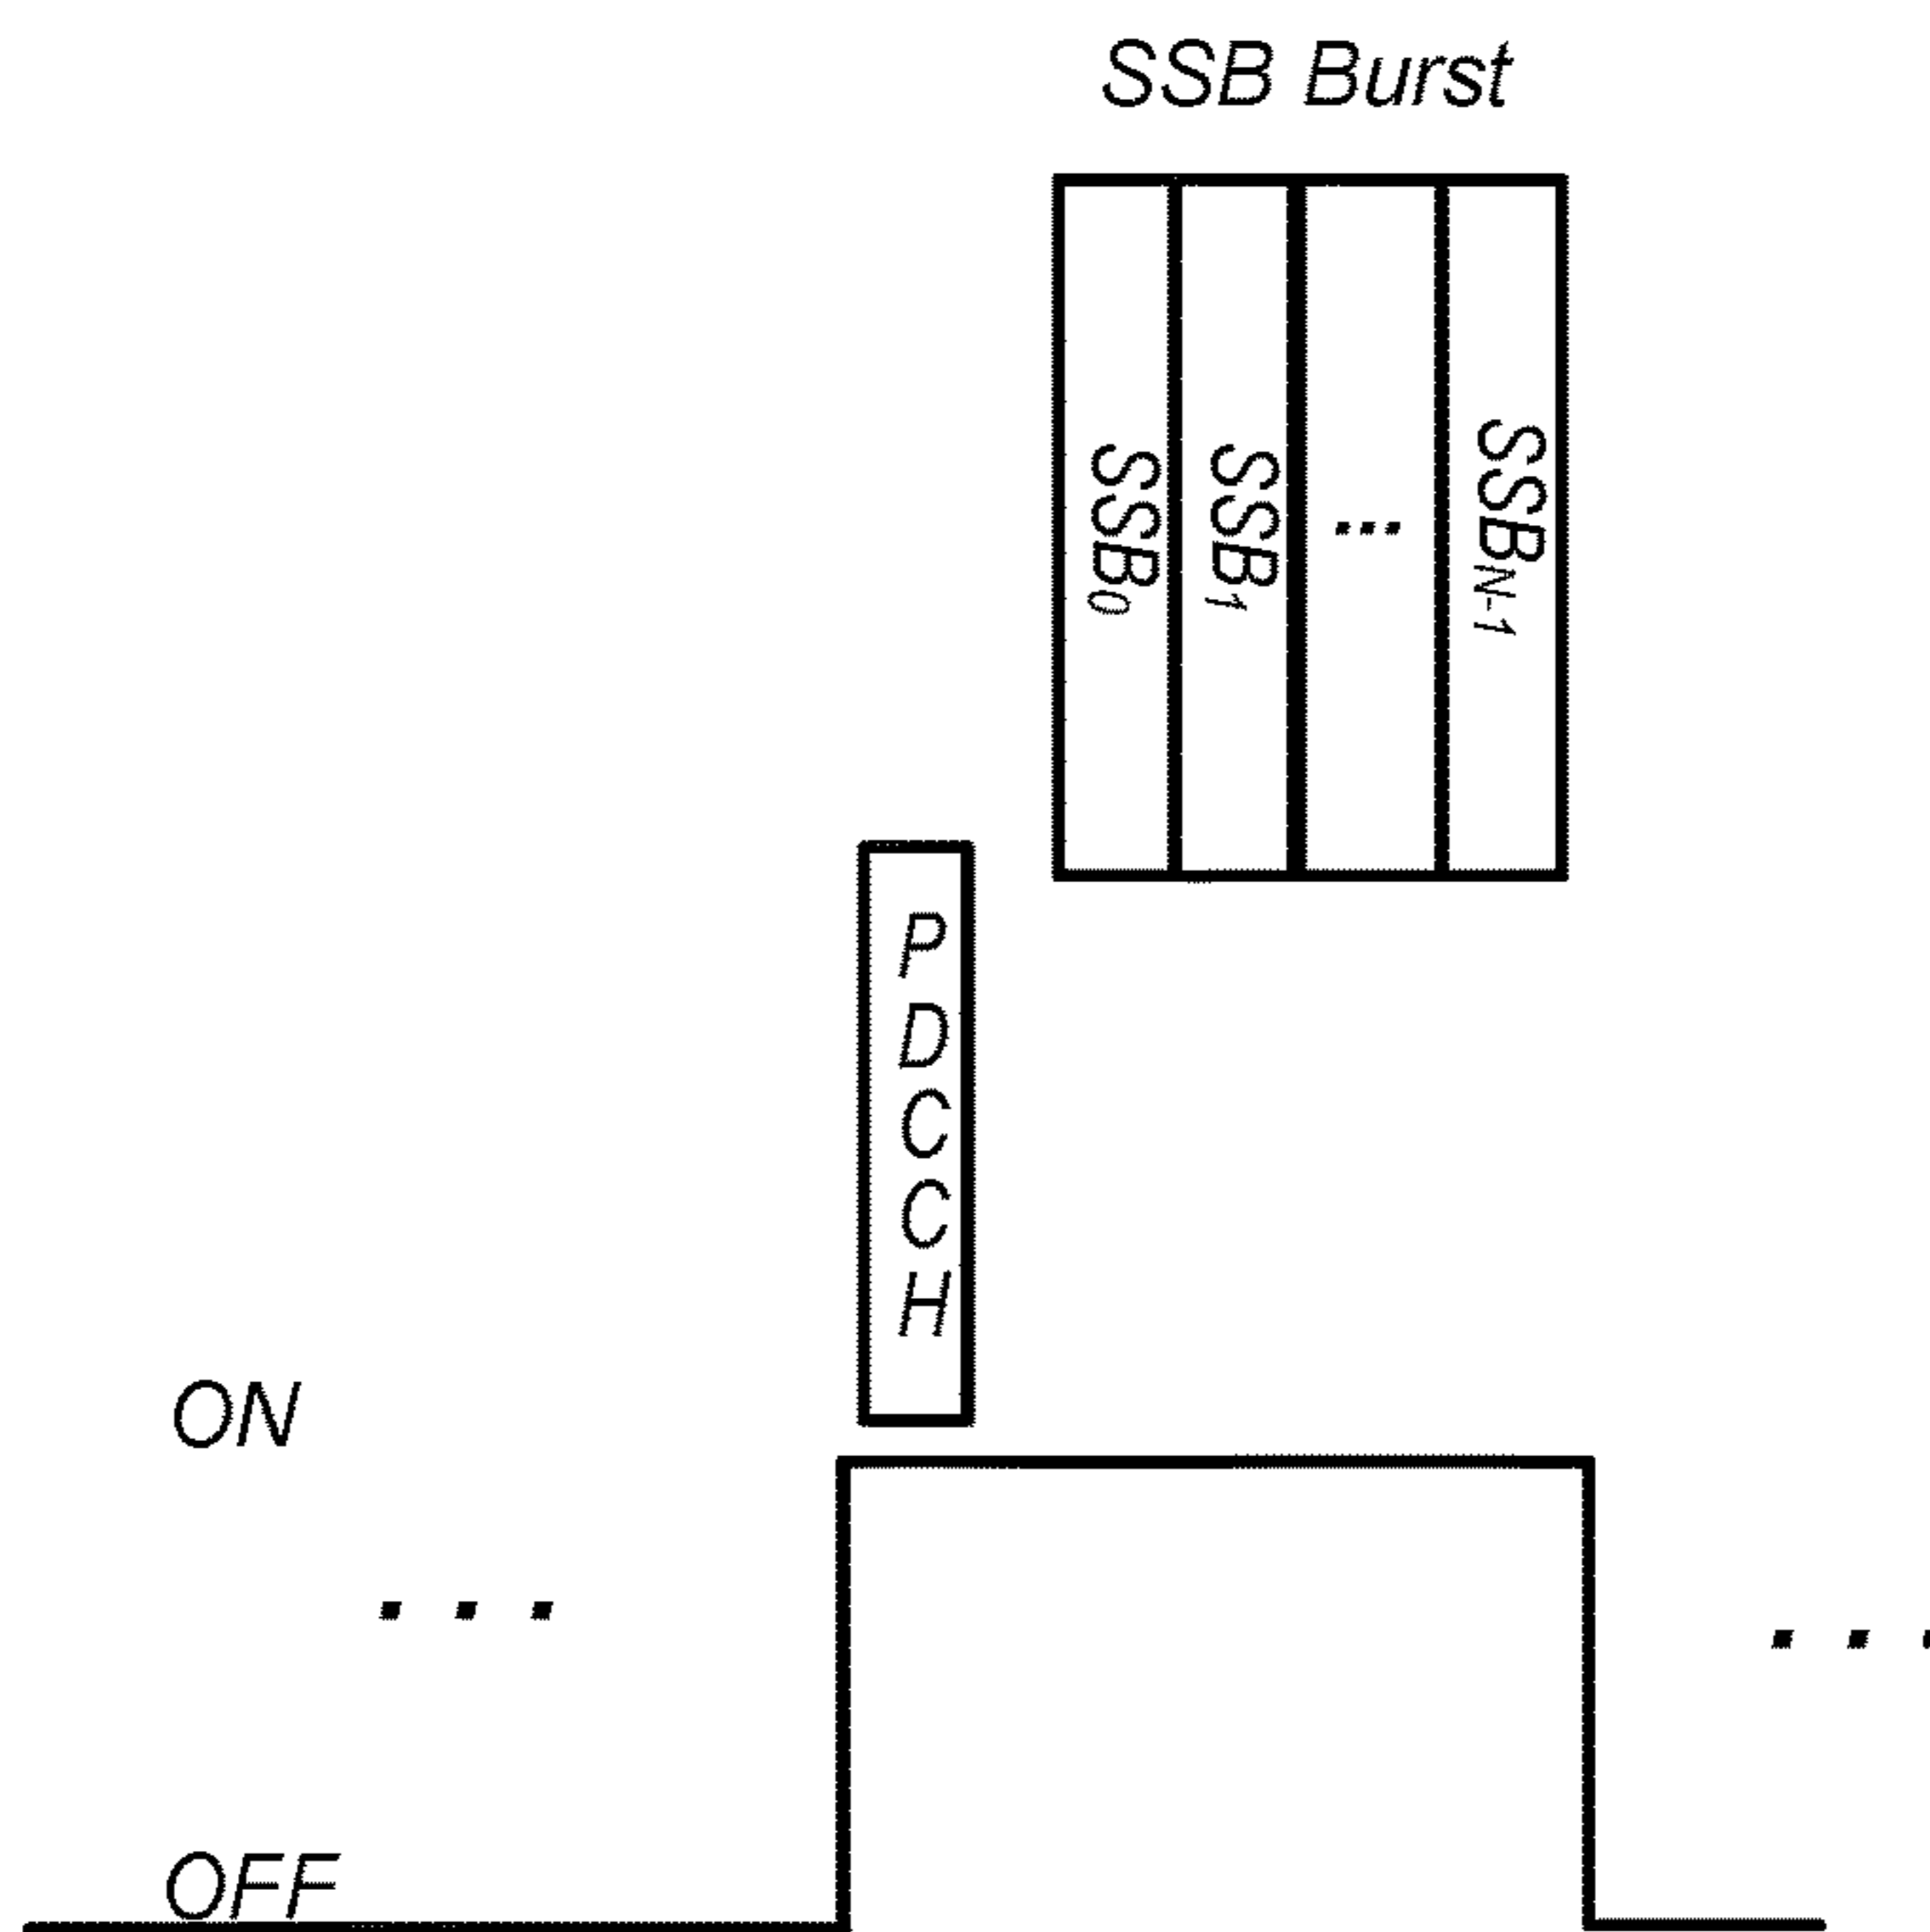 SSB Burst
SSB0
SSB1
...
SSBN-1
PDCCH
ON
. . .
. . .
OFF